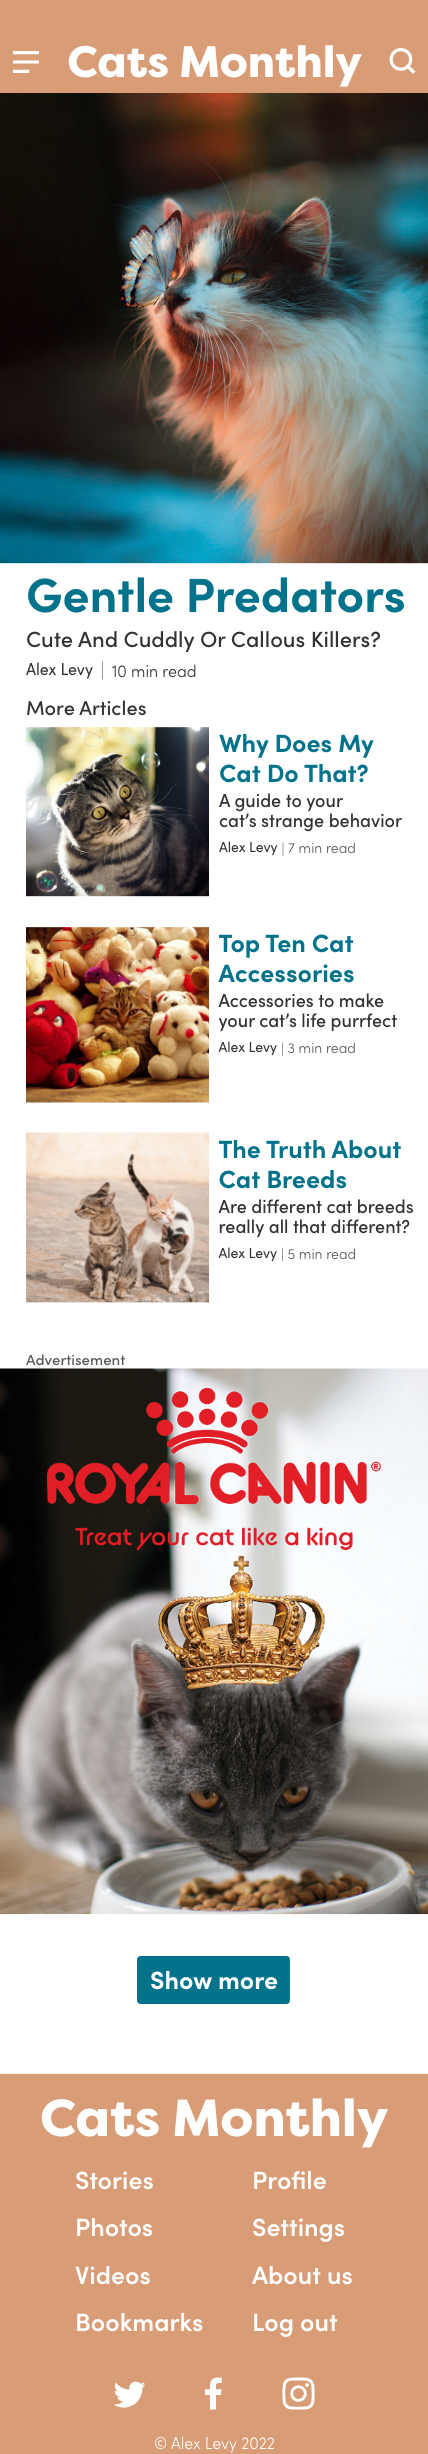 Cats Monthly
Gentle Predators
Cute And Cuddly Or Callous Killers?
Alex Levy | 10 min read
More Articles
Why Does My
Cat Do That?
A guide to your
cat’s strange behavior
Alex Levy | 7 min read
Top Ten Cat
Accessories
Accessories to make
your cat’s life purrfect
Alex Levy | 3 min read
The Truth About
Cat Breeds
Are different cat breeds
really all that different?
Alex Levy | 5 min read
Advertisement
ROYAL CANIN®
Treat your cat like a king
Show more
Cats Monthly
Stories
Profile
Photos
Settings
Videos
About us
Bookmarks
Log out
© Alex Levy 2022